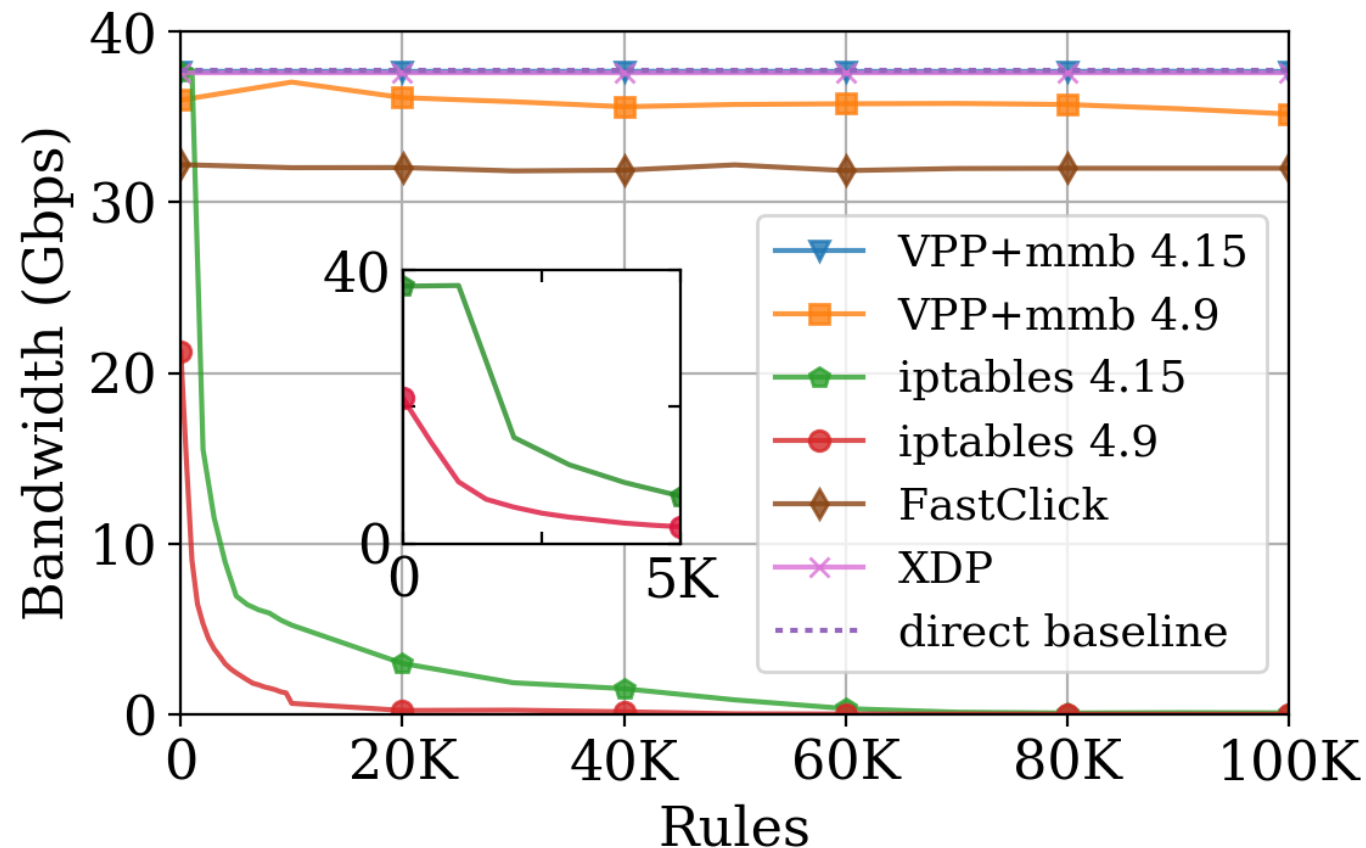 40
30
20
10
0
Bandwidth (Gbps)
40
0
0
5K
VPP+mmb 4.15
VPP+mmb 4.9
iptables 4.15
iptables 4.9
FastClick
XDP
direct baseline
0
20K
40K
60K
80K
100K
Rules